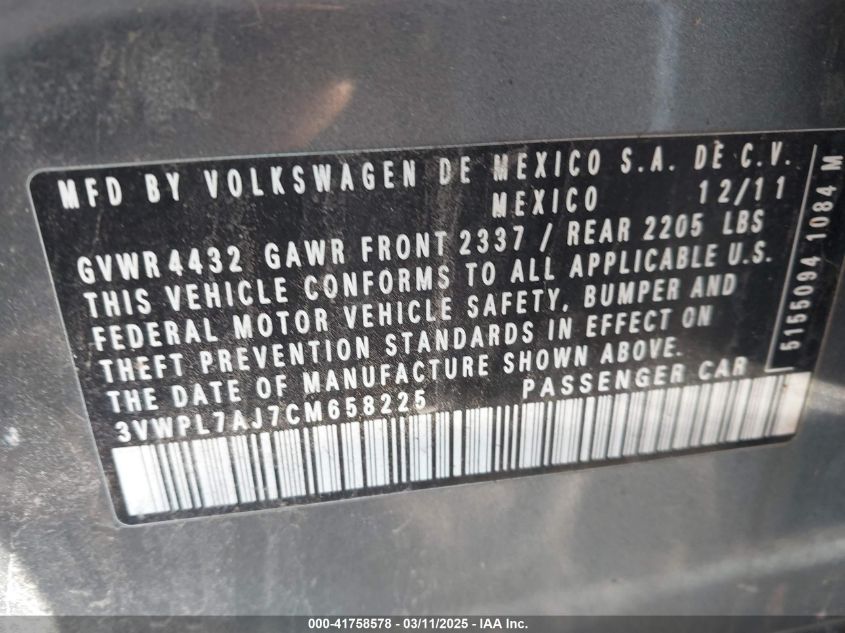 MFD BY VOLKSWAGEN DE MEXICO S.A. DE C.V.
MEXICO 12/11
GVWR 4432 GAWR FRONT 2337 / REAR 2205 LBS
THIS VEHICLE CONFORMS TO ALL APPLICABLE U.S.
FEDERAL MOTOR VEHICLE SAFETY, BUMPER AND
THEFT PREVENTION STANDARDS IN EFFECT ON
THE DATE OF MANUFACTURE SHOWN ABOVE.
3VWPL7AJ7CM658225 PASSENGER CAR
5155094 1084 M
000-41758578 - 03/11/2025 - IAA Inc.